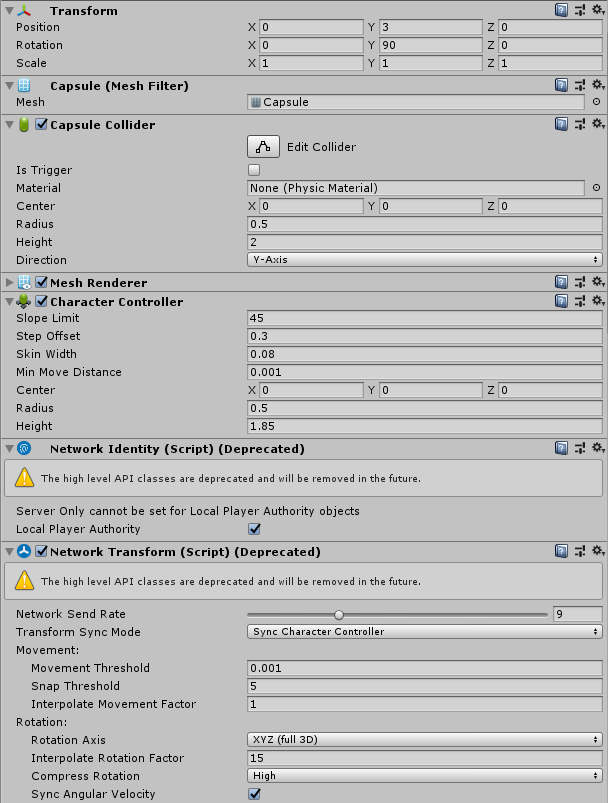 Transform
Position X 0 Y 3 Z 0
Rotation X 0 Y 90 Z 0
Scale X 1 Y 1 Z 1
Capsule (Mesh Filter)
Mesh Capsule
Capsule Collider
Edit Collider
Is Trigger
Material None (Physic Material)
Center X 0 Y 0 Z 0
Radius 0.5
Height 2
Direction Y-Axis
Mesh Renderer
Character Controller
Slope Limit 45
Step Offset 0.3
Skin Width 0.08
Min Move Distance 0.001
Center X 0 Y 0 Z 0
Radius 0.5
Height 1.85
Network Identity (Script) (Deprecated)
The high level API classes are deprecated and will be removed in the future.
Server Only cannot be set for Local Player Authority objects
Local Player Authority
Network Transform (Script) (Deprecated)
The high level API classes are deprecated and will be removed in the future.
Network Send Rate 9
Transform Sync Mode Sync Character Controller
Movement:
Movement Threshold 0.001
Snap Threshold 5
Interpolate Movement Factor 1
Rotation:
Rotation Axis XYZ (full 3D)
Interpolate Rotation Factor 15
Compress Rotation High
Sync Angular Velocity